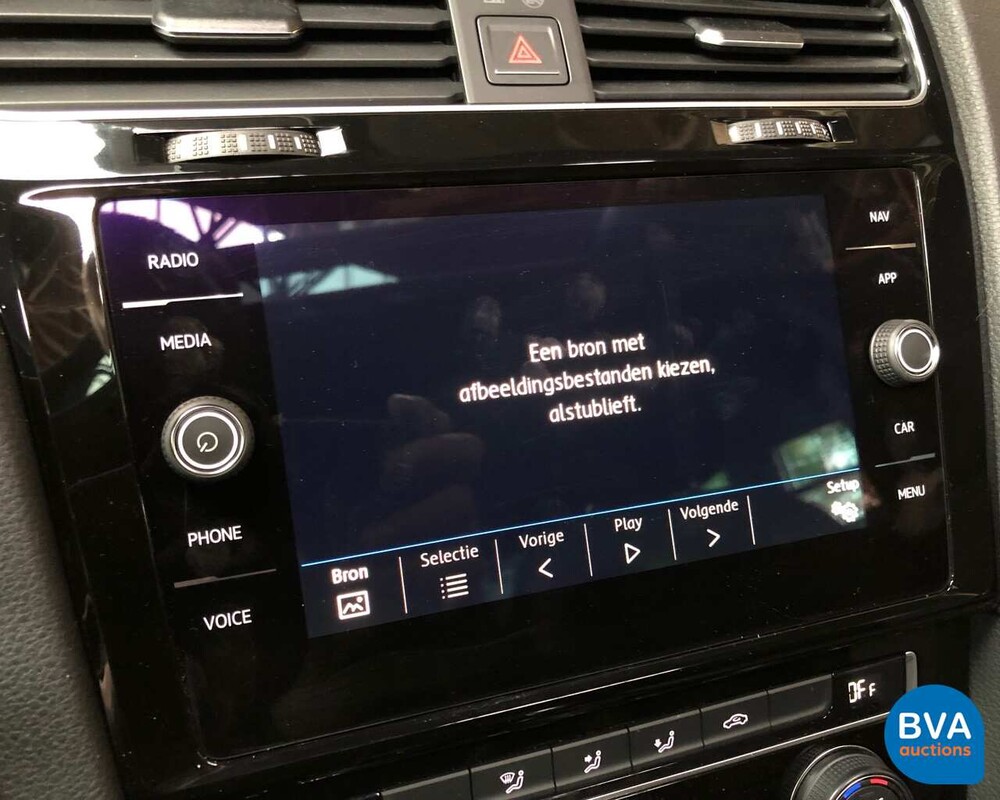 RADIO
MEDIA
PHONE
VOICE
Een bron met
afbeeldingsbestanden kiezen,
alstublieft.
Bron
Selectie
Vorige
Play
Volgende
Setup
NAV
APP
CAR
MENU
OFF
BVA
auctions